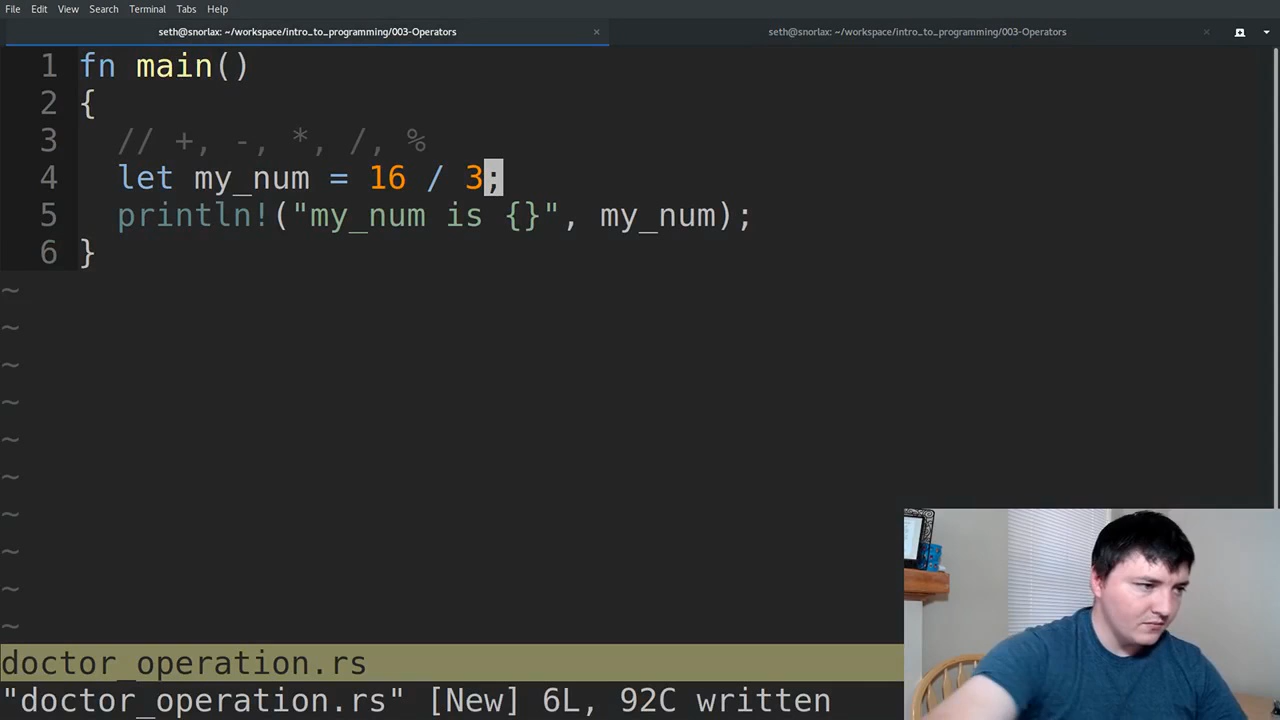 File Edit View Search Terminal Tabs Help
seth@snorlax: ~/workspace/intro_to_programming/003-Operators × seth@snorlax: ~/workspace/intro_to_programming/003-Operators ×
1 fn main()
2 {
3 // +, -, *, /, %
4 let my_num = 16 / 3;
5 println!("my_num is {}", my_num);
6 }
~
~
~
~
~
~
~
~
~
~
doctor_operation.rs
"doctor_operation.rs" [New] 6L, 92C written